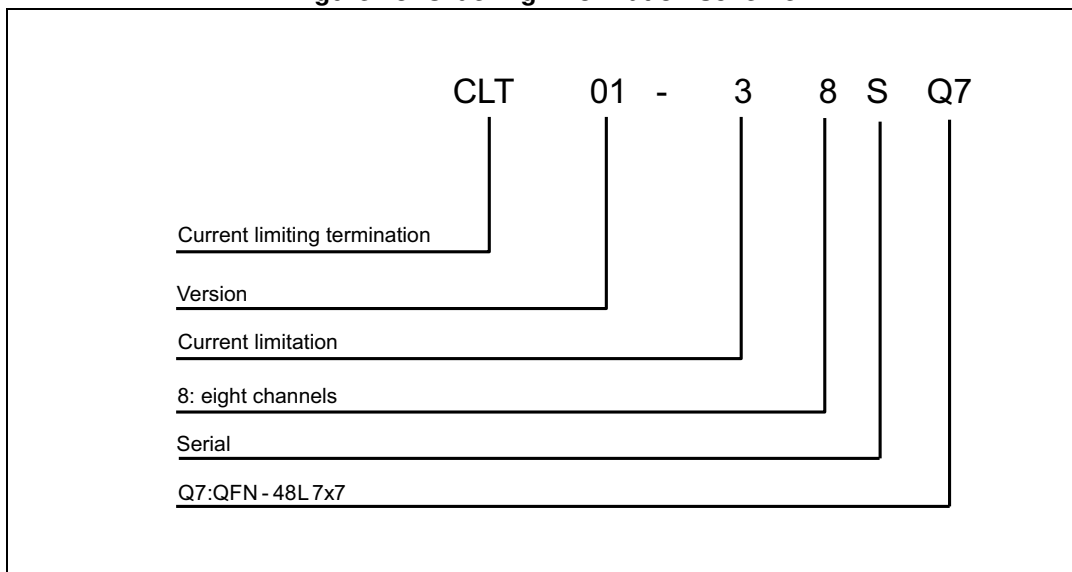 CLT 01 - 3 8 S Q7
Current limiting termination
Version
Current limitation
8: eight channels
Serial
Q7:QFN - 48L 7x7